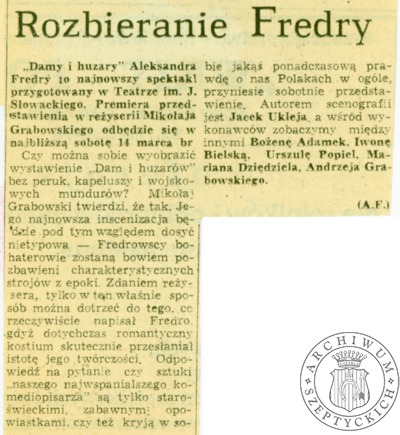 Rozbieranie Fredry
„Damy i huzary" Aleksandra
Fredry to najnowszy spektakl
przygotowany w Teatrze im. J.
Słowackiego. Premiera przed-
stawienia w reżyserii Mikołaja
Grabowskiego odbędzie się w
najbliższą sobotę 14 marca br
Czy można sobie wyobrazić
wystawienie „Dam i huzarów"
bez peruk, kapeluszy i wojsko-
wych mundurów? Mikołaj
Grabowski twierdzi, że tak. Je-
go najnowsza inscenizacja bę-
dzie pod tym względem dosyć
nietypowa — Fredrowscy bo-
haterowie zostaną bowiem po-
zbawieni charakterystycznych
strojów z epoki. Zdaniem reży-
sera, tylko w ten właśnie spo-
sób można dotrzeć do tego, co
rzeczywiście napisał Fredro,
gdyż dotychczas romantyczny
kostium skutecznie przesłaniał
istotę jego twórczości. Odpo-
wiedź na pytanie czy sztuki
„naszego najwspanialszego ko-
mediopisarza" są tylko staro-
świeckimi, zabawnymi opo-
wiastkami, czy też kryją w so-
bie jakąś ponadczasową pra-
wdę o nas Polakach w ogóle,
przyniesie sobotnie przedsta-
wienie. Autorem scenografii
jest Jacek Ukleja, a wśród wy-
konawców zobaczymy między
innymi Bożenę Adamek, Iwonę
Bielską, Urszulę Popiel, Ma-
riana Dziędziela, Andrzeja Gra-
bowskiego.
(A.F.)
ARCHIWUM
SZEPTYCKICH